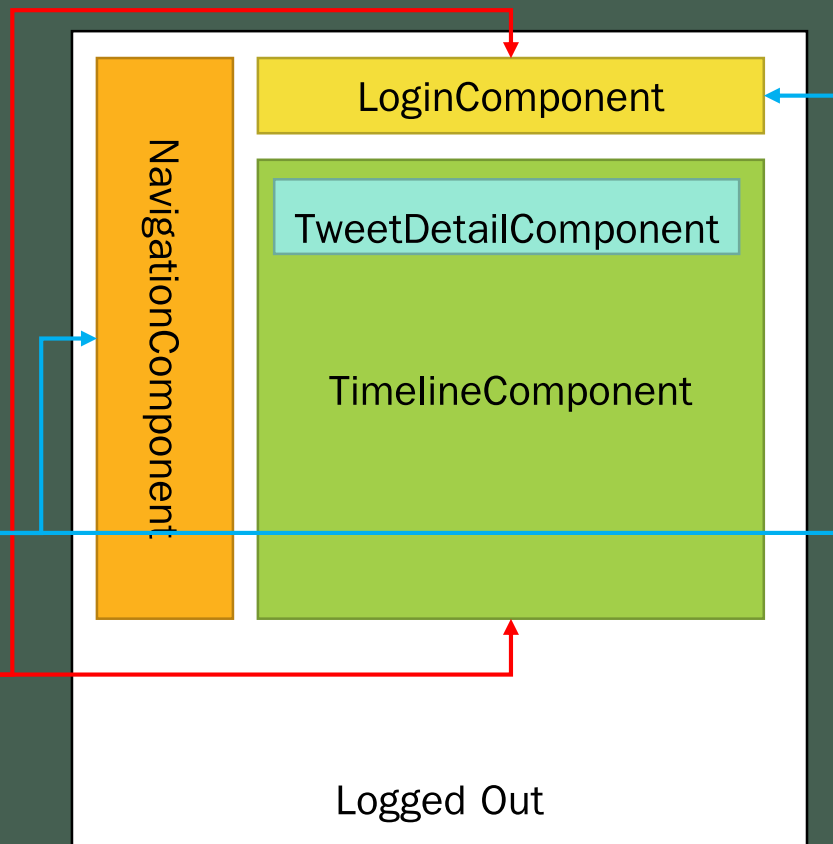 LoginComponent
NavigationComponent
TweetDetailComponent
TimelineComponent
Logged Out